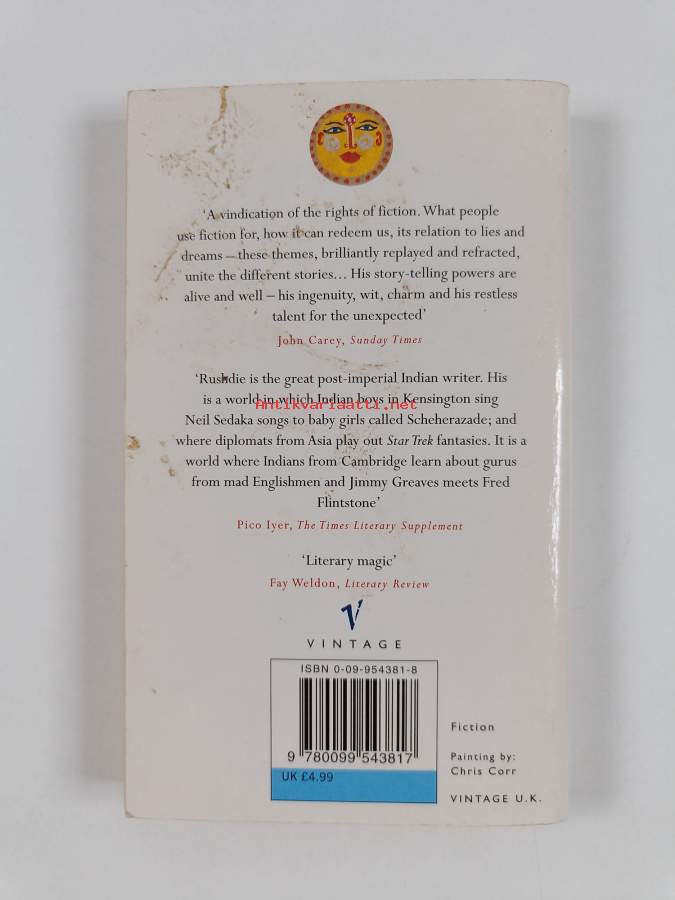 ‘A vindication of the rights of fiction. What people
use fiction for, how it can redeem us, its relation to lies and
dreams – these themes, brilliantly replayed and refracted,
unite the different stories... His story-telling powers are
alive and well – his ingenuity, wit, charm and his restless
talent for the unexpected’
John Carey, Sunday Times
‘Rushdie is the great post-imperial Indian writer. His
is a world in which Indian boys in Kensington sing
Antikvariaatti.net
Neil Sedaka songs to baby girls called Scheherazade; and
where diplomats from Asia play out Star Trek fantasies. It is a
world where Indians from Cambridge learn about gurus
from mad Englishmen and Jimmy Greaves meets Fred
Flintstone’
Pico Iyer, The Times Literary Supplement
‘Literary magic’
Fay Weldon, Literary Review
V
VINTAGE
ISBN 0-09-954381-8
9 780099 543817
UK £4.99
Fiction
Painting by:
Chris Corr
VINTAGE U.K.